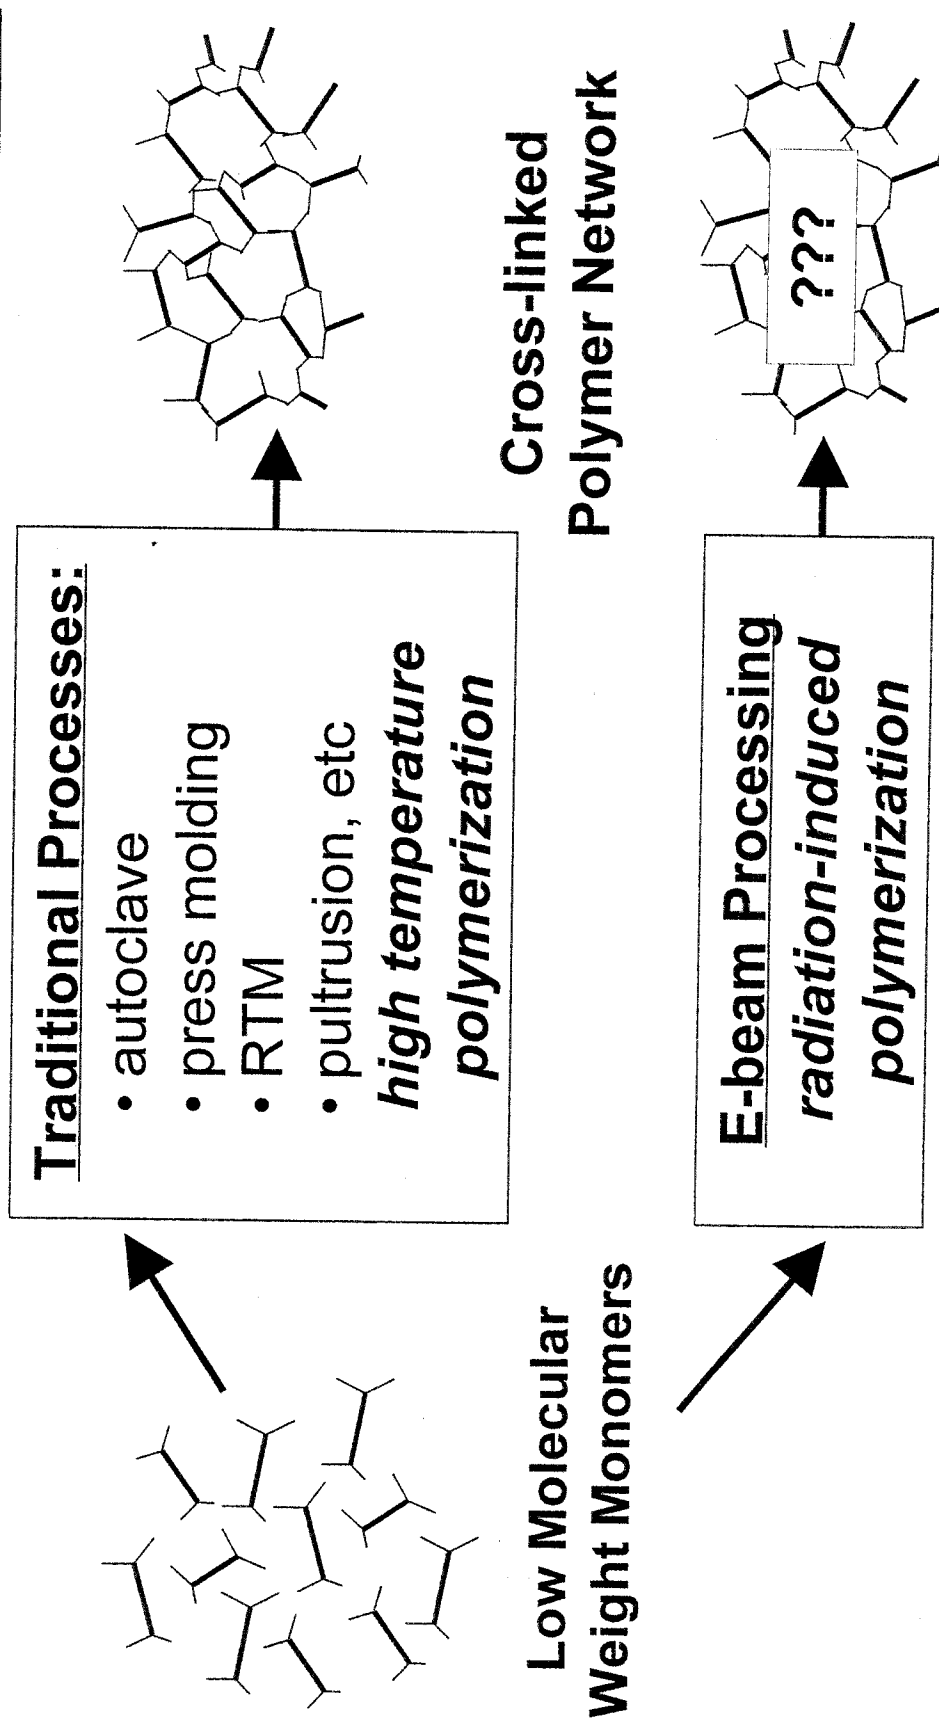 Low Molecular
Weight Monomers
Traditional Processes:
• autoclave
• press molding
• RTM
• pultrusion, etc
high temperature
polymerization
E-beam Processing
radiation-induced
polymerization
Cross-linked
Polymer Network
???